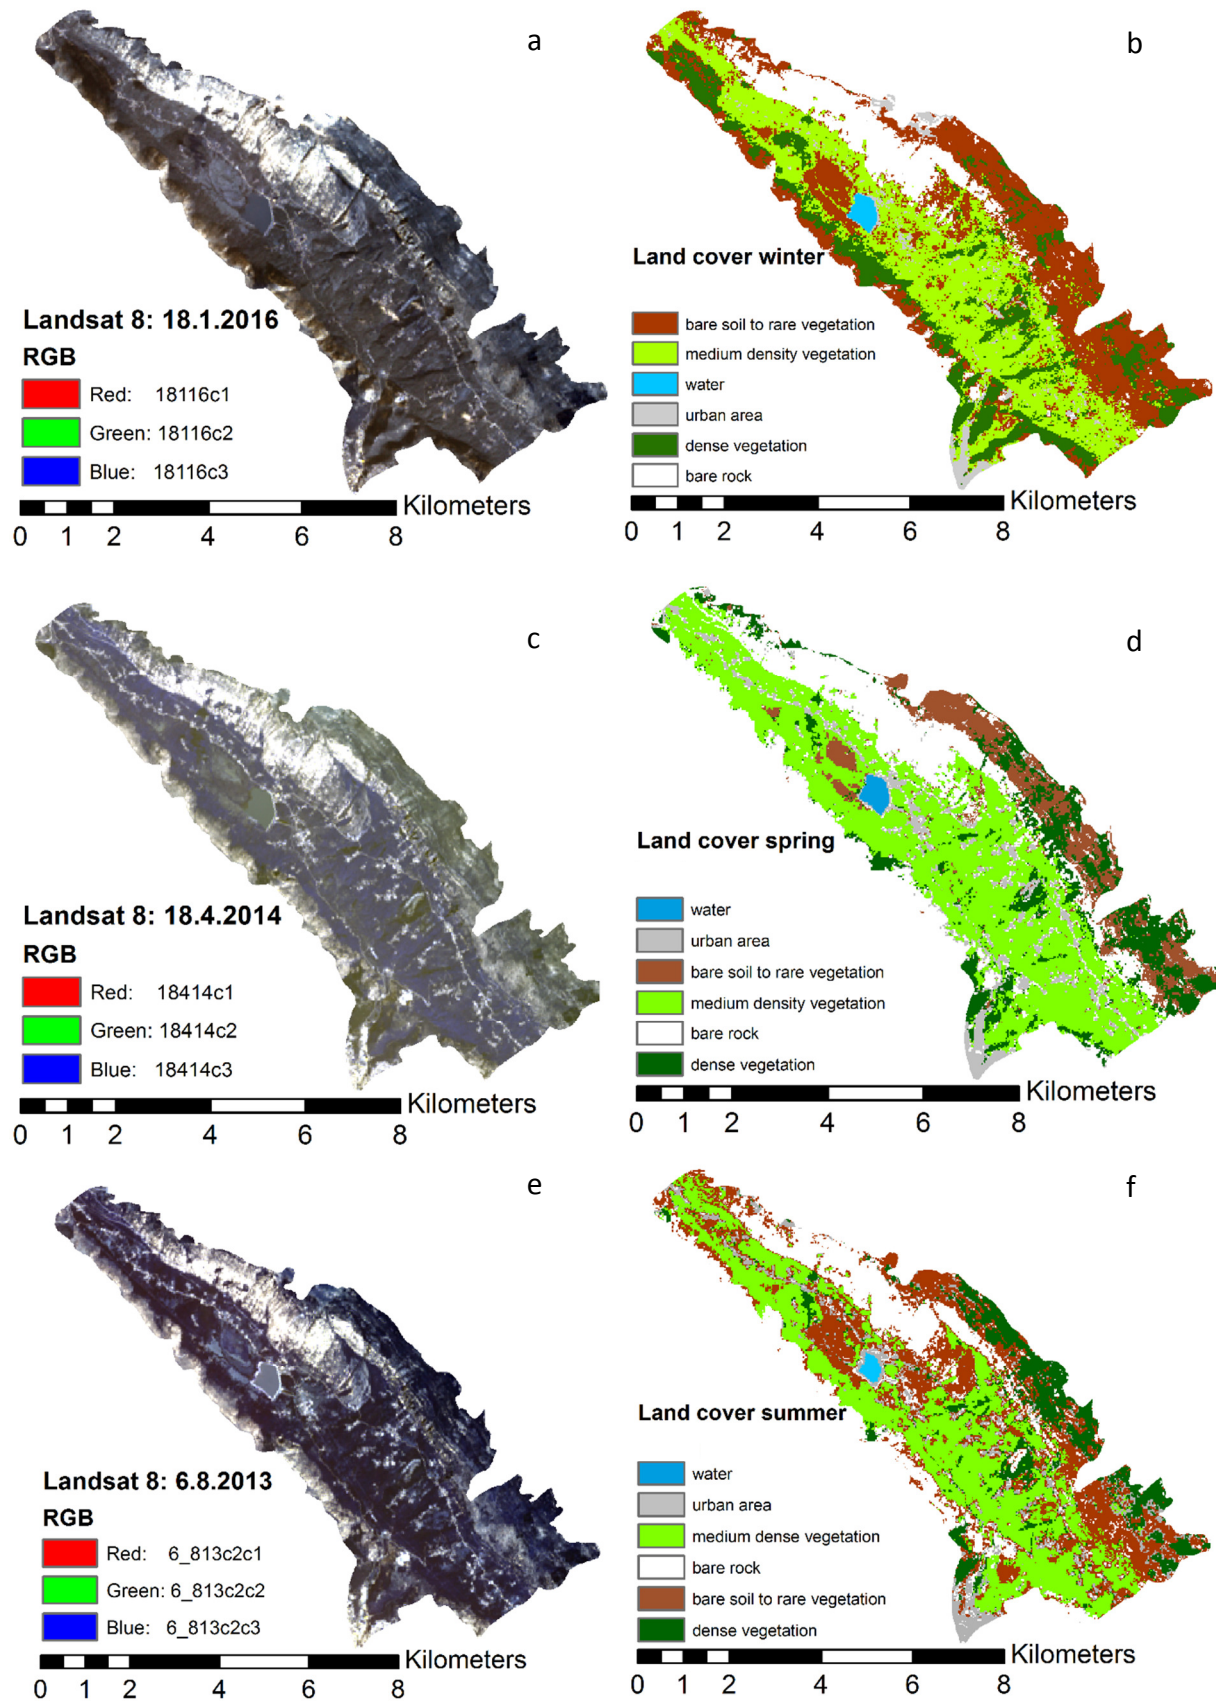 a
Landsat 8: 18.1.2016
RGB
Red: 18116c1
Green: 18116c2
Blue: 18116c3
Kilometers
0 1 2 4 6 8
b
Land cover winter
bare soil to rare vegetation
medium density vegetation
water
urban area
dense vegetation
bare rock
Kilometers
0 1 2 4 6 8
c
Landsat 8: 18.4.2014
RGB
Red: 18414c1
Green: 18414c2
Blue: 18414c3
Kilometers
0 1 2 4 6 8
d
Land cover spring
water
urban area
bare soil to rare vegetation
medium density vegetation
bare rock
dense vegetation
Kilometers
0 1 2 4 6 8
e
Landsat 8: 6.8.2013
RGB
Red: 6_813c2c1
Green: 6_813c2c2
Blue: 6_813c2c3
Kilometers
0 1 2 4 6 8
f
Land cover summer
water
urban area
medium dense vegetation
bare rock
bare soil to rare vegetation
dense vegetation
Kilometers
0 1 2 4 6 8